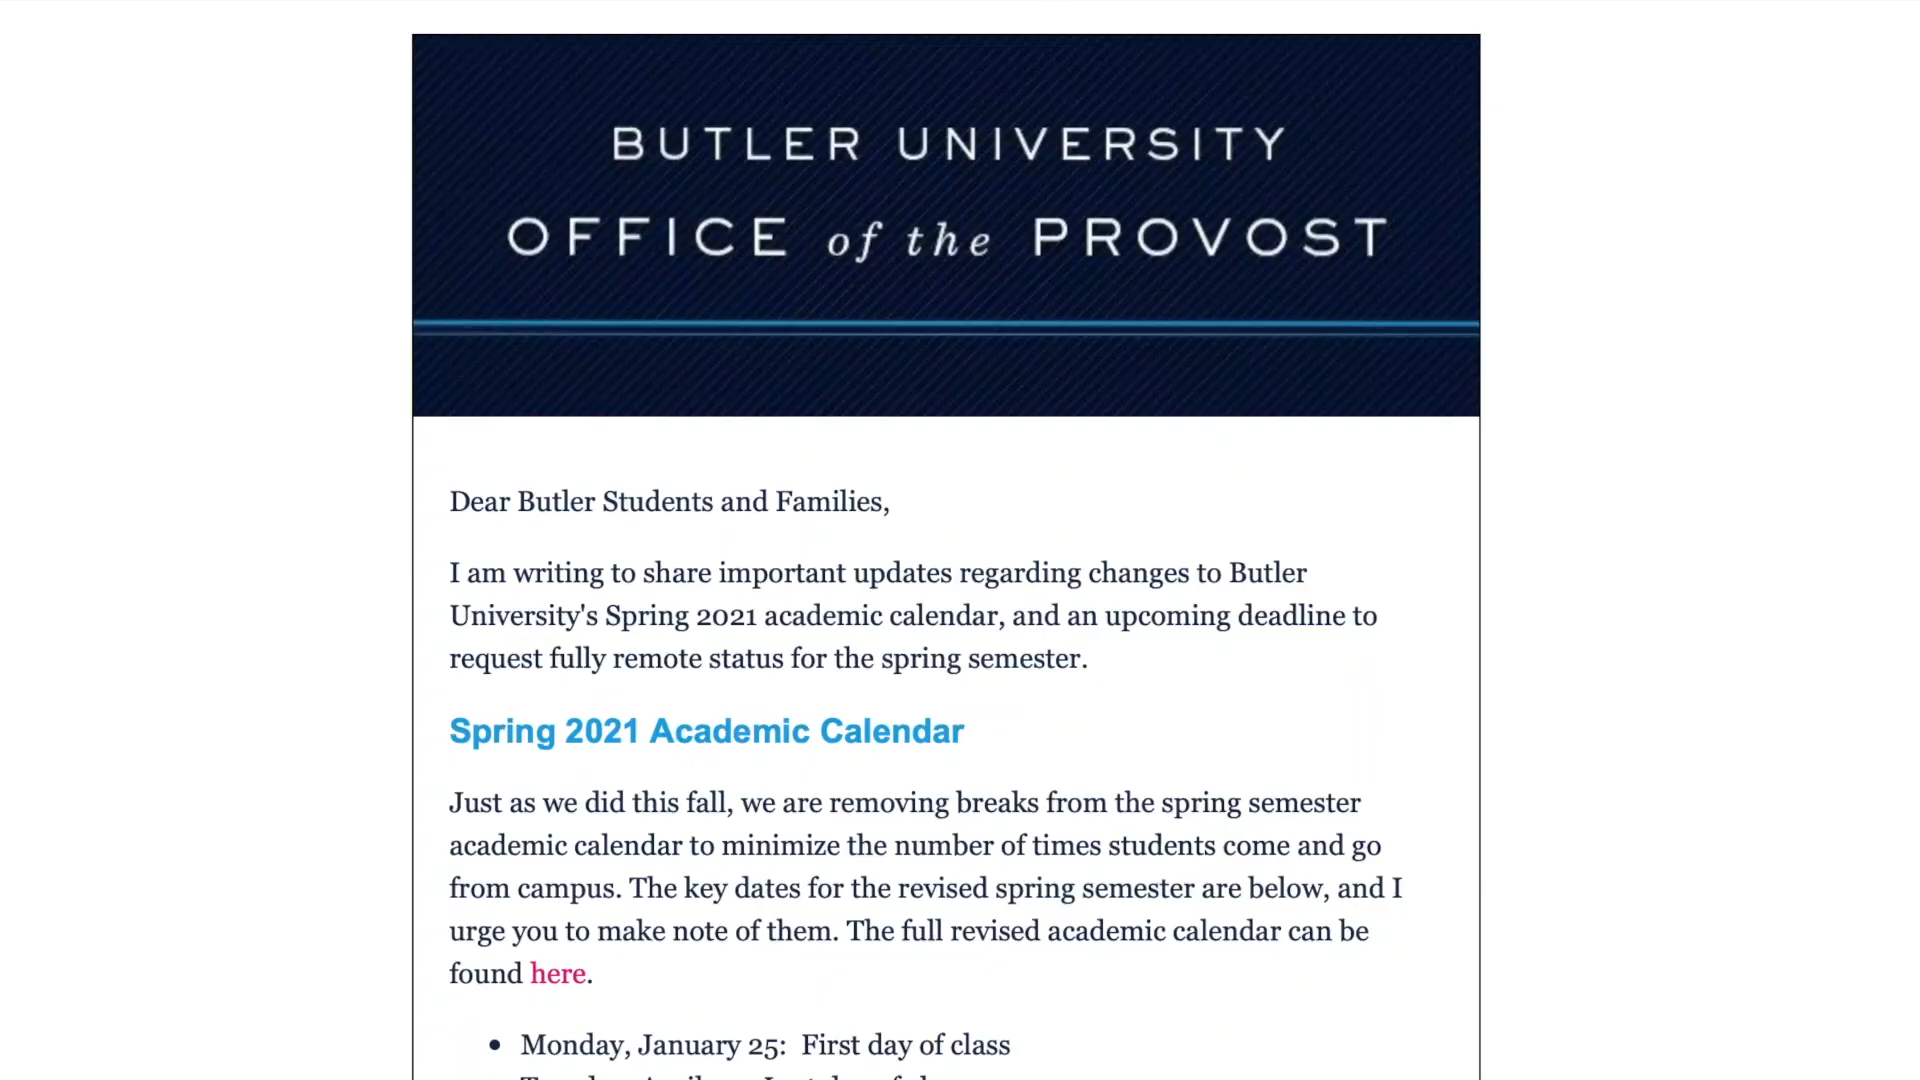 BUTLER UNIVERSITY
OFFICE of the PROVOST
Dear Butler Students and Families,
I am writing to share important updates regarding changes to Butler
University's Spring 2021 academic calendar, and an upcoming deadline to
request fully remote status for the spring semester.
Spring 2021 Academic Calendar
Just as we did this fall, we are removing breaks from the spring semester
academic calendar to minimize the number of times students come and go
from campus. The key dates for the revised spring semester are below, and I
urge you to make note of them. The full revised academic calendar can be
found here.
• Monday, January 25:  First day of class